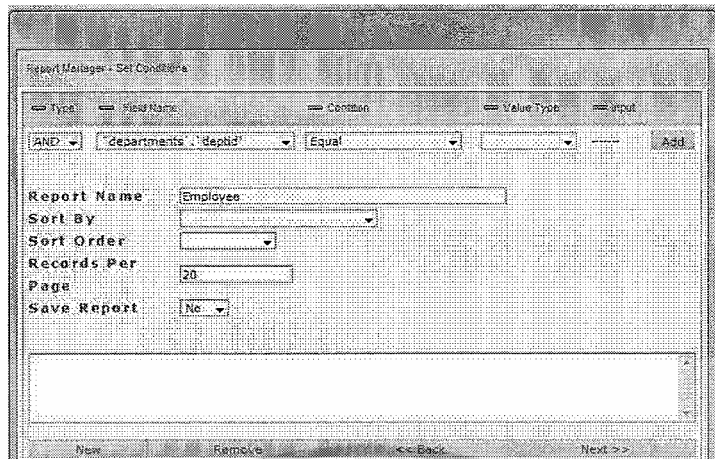 Report Manager - Set Conditions
Type Field Name Condition Value Type Input
AND `departments`.`deptid` Equal ---- Add
Report Name Employee
Sort By
Sort Order
Records Per Page 20
Save Report No
New Remove << Back Next >>